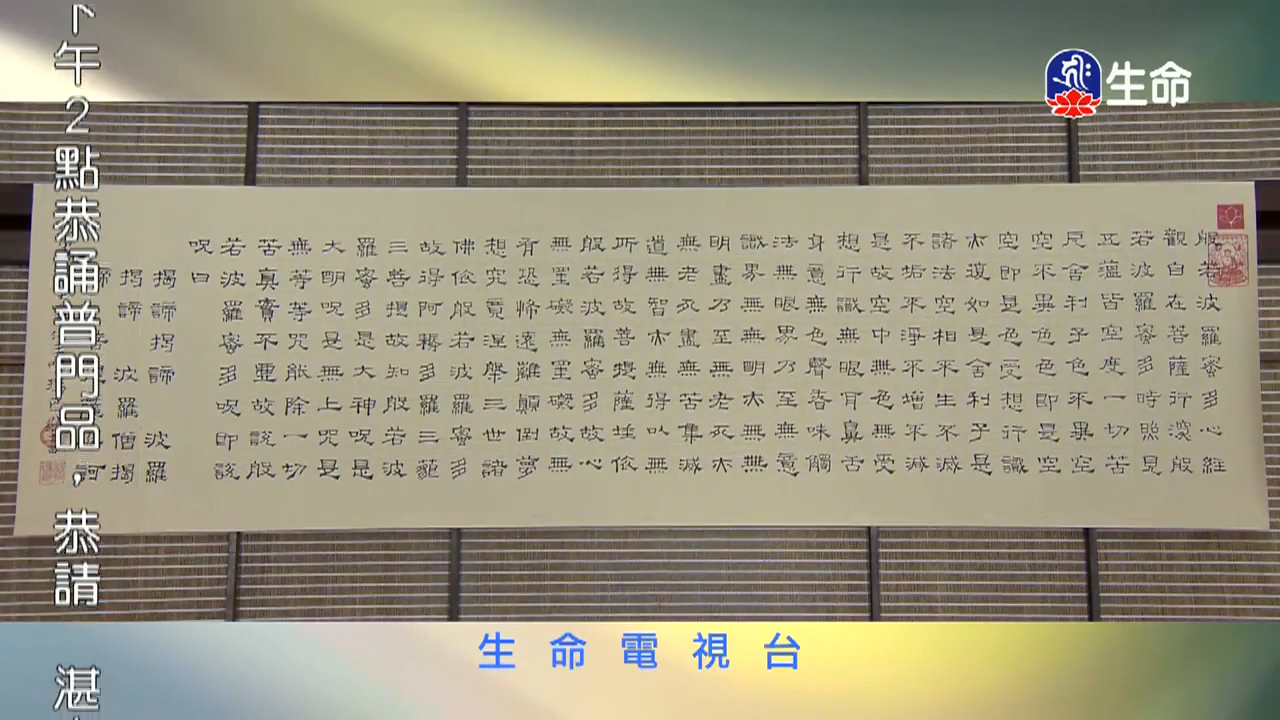 生命
般若波羅蜜多心經
觀自在菩薩行深般
若波羅蜜多時照見
五蘊皆空度一切苦
厄舍利子色不異空
空不異色色即是空
空即是色受想行識
亦復如是舍利子是
諸法空相不生不滅
不垢不淨不增不減
是故空中無色無受
想行識無眼耳鼻舌
身意無色聲香味觸
法無眼界乃至無意
識界無無明亦無無
明盡乃至無老死亦
無老死盡無苦集滅
道無智亦無得以無
所得故菩提薩埵依
般若波羅蜜多故心
無罣礙無罣礙故無
有恐怖遠離顛倒夢
想究竟涅槃三世諸
佛依般若波羅蜜多
故得阿耨多羅三藐
三菩提故知般若波
羅蜜多是大神呪是
大明呪是無上咒是
無等等咒能除一切
苦真實不虛故說般
若波羅蜜多呪即說
呪曰
揭諦揭諦 波羅
揭諦 波羅僧揭
下午2點恭誦普門品，恭請 湛
生命電視台